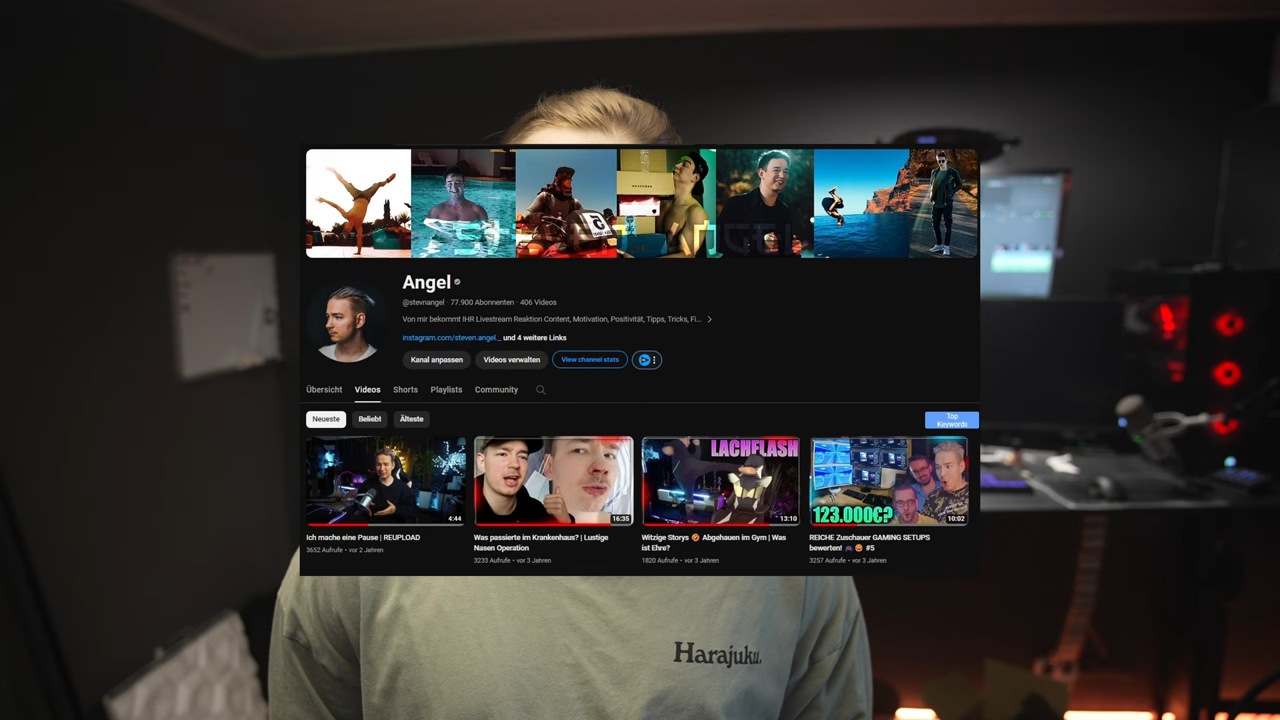 Angel
@stevnangel · 77.900 Abonnenten · 406 Videos
Von mir bekommt IHR Livestream Reaktion Content, Motivation, Positivität, Tipps, Tricks, Fi...
instagram.com/steven.angel._ und 4 weitere Links
Kanal anpassen Videos verwalten View channel stats
Übersicht Videos Shorts Playlists Community
Neueste Beliebt Älteste
Top
Keywords
4:44
16:35
LACHFLASH
13:10
123.000€?
10:02
Ich mache eine Pause | REUPLOAD
3652 Aufrufe • vor 2 Jahren
Was passierte im Krankenhaus? | Lustige
Nasen Operation
3233 Aufrufe • vor 3 Jahren
Witzige Storys 🤣 Abgehauen im Gym | Was
ist Ehre?
1820 Aufrufe • vor 3 Jahren
REICHE Zuschauer GAMING SETUPS
bewerten! 🎮 😡 #5
3257 Aufrufe • vor 3 Jahren
Harajuku.